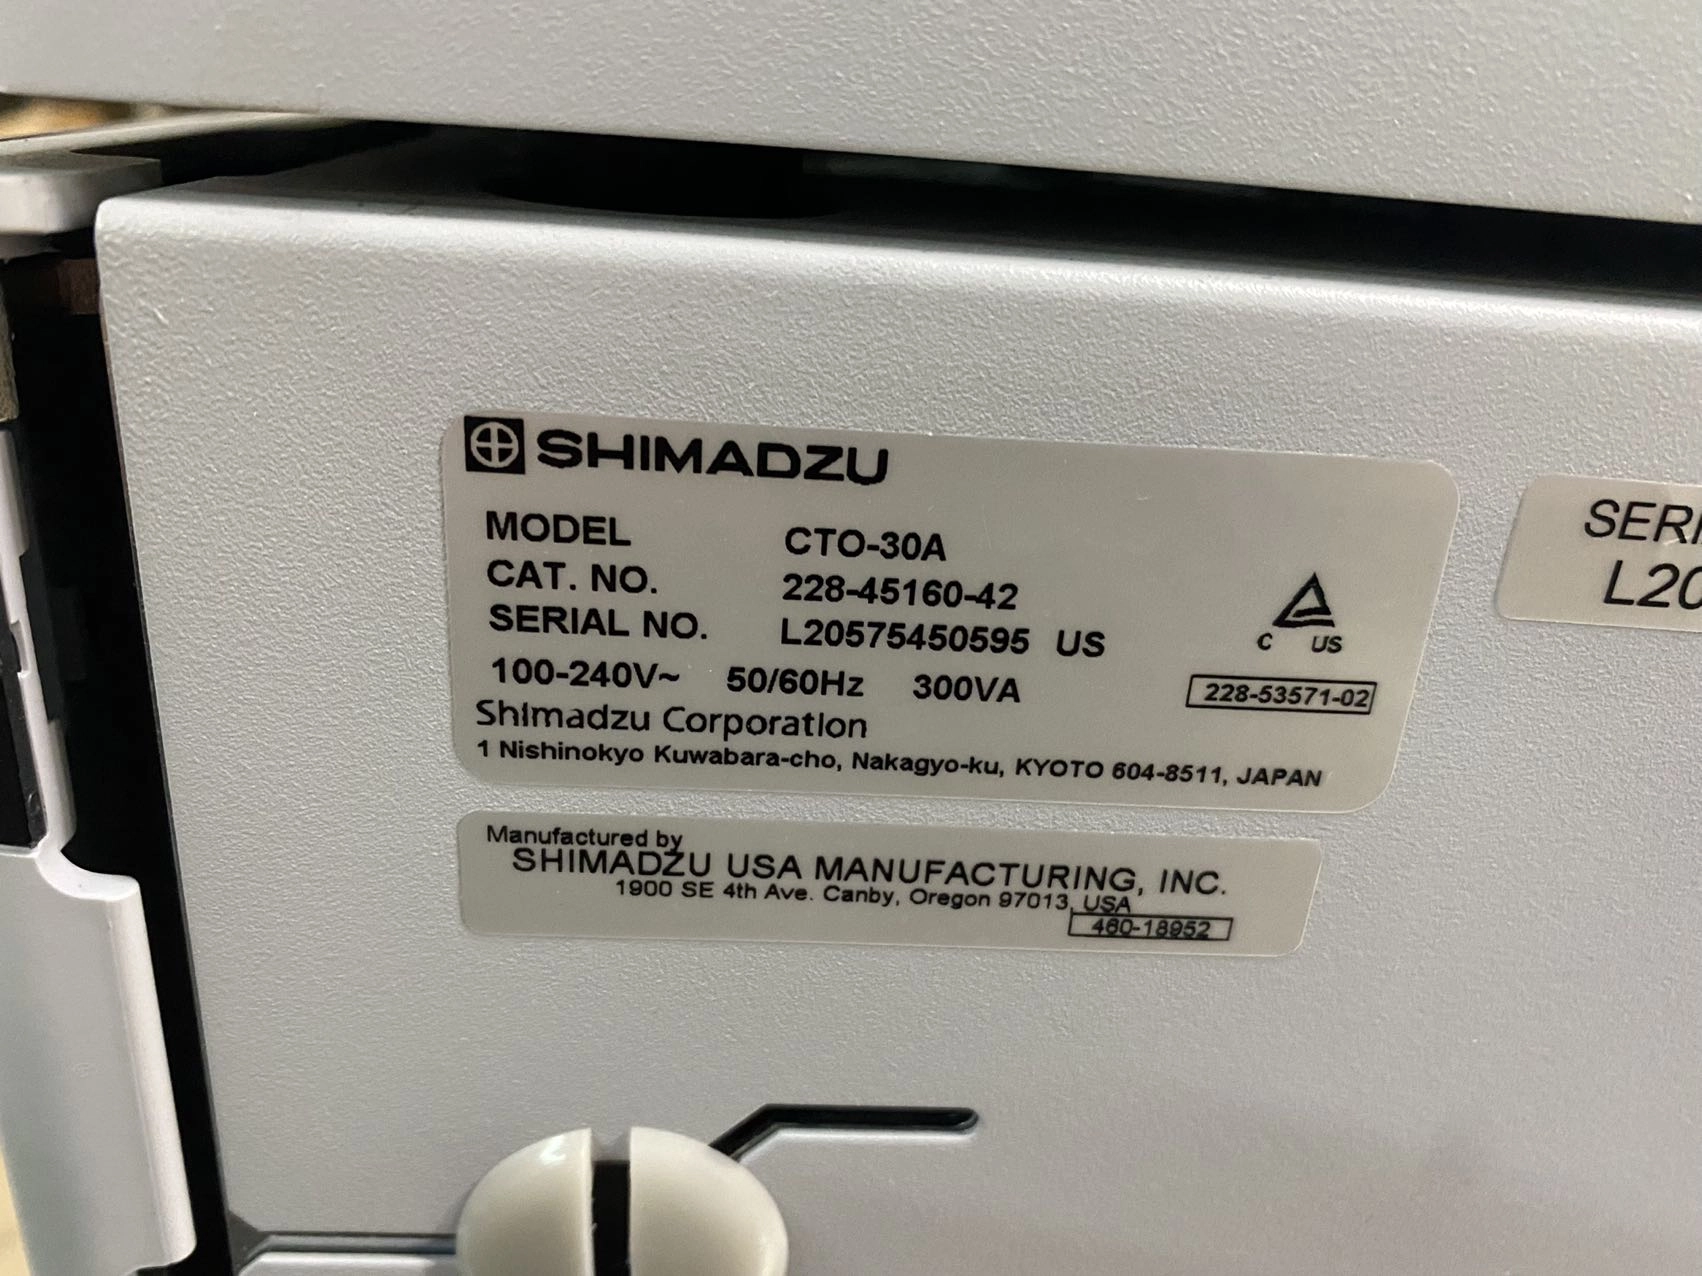 SHIMADZU
MODEL CTO-30A
CAT. NO. 228-45160-42
SERIAL NO. L20575450595 US
100-240V~ 50/60Hz 300VA
C US
228-53571-02
Shimadzu Corporation
1 Nishinokyo Kuwabara-cho, Nakagyo-ku, KYOTO 604-8511, JAPAN
Manufactured by
SHIMADZU USA MANUFACTURING, INC.
1900 SE 4th Ave. Canby, Oregon 97013, USA
460-18952